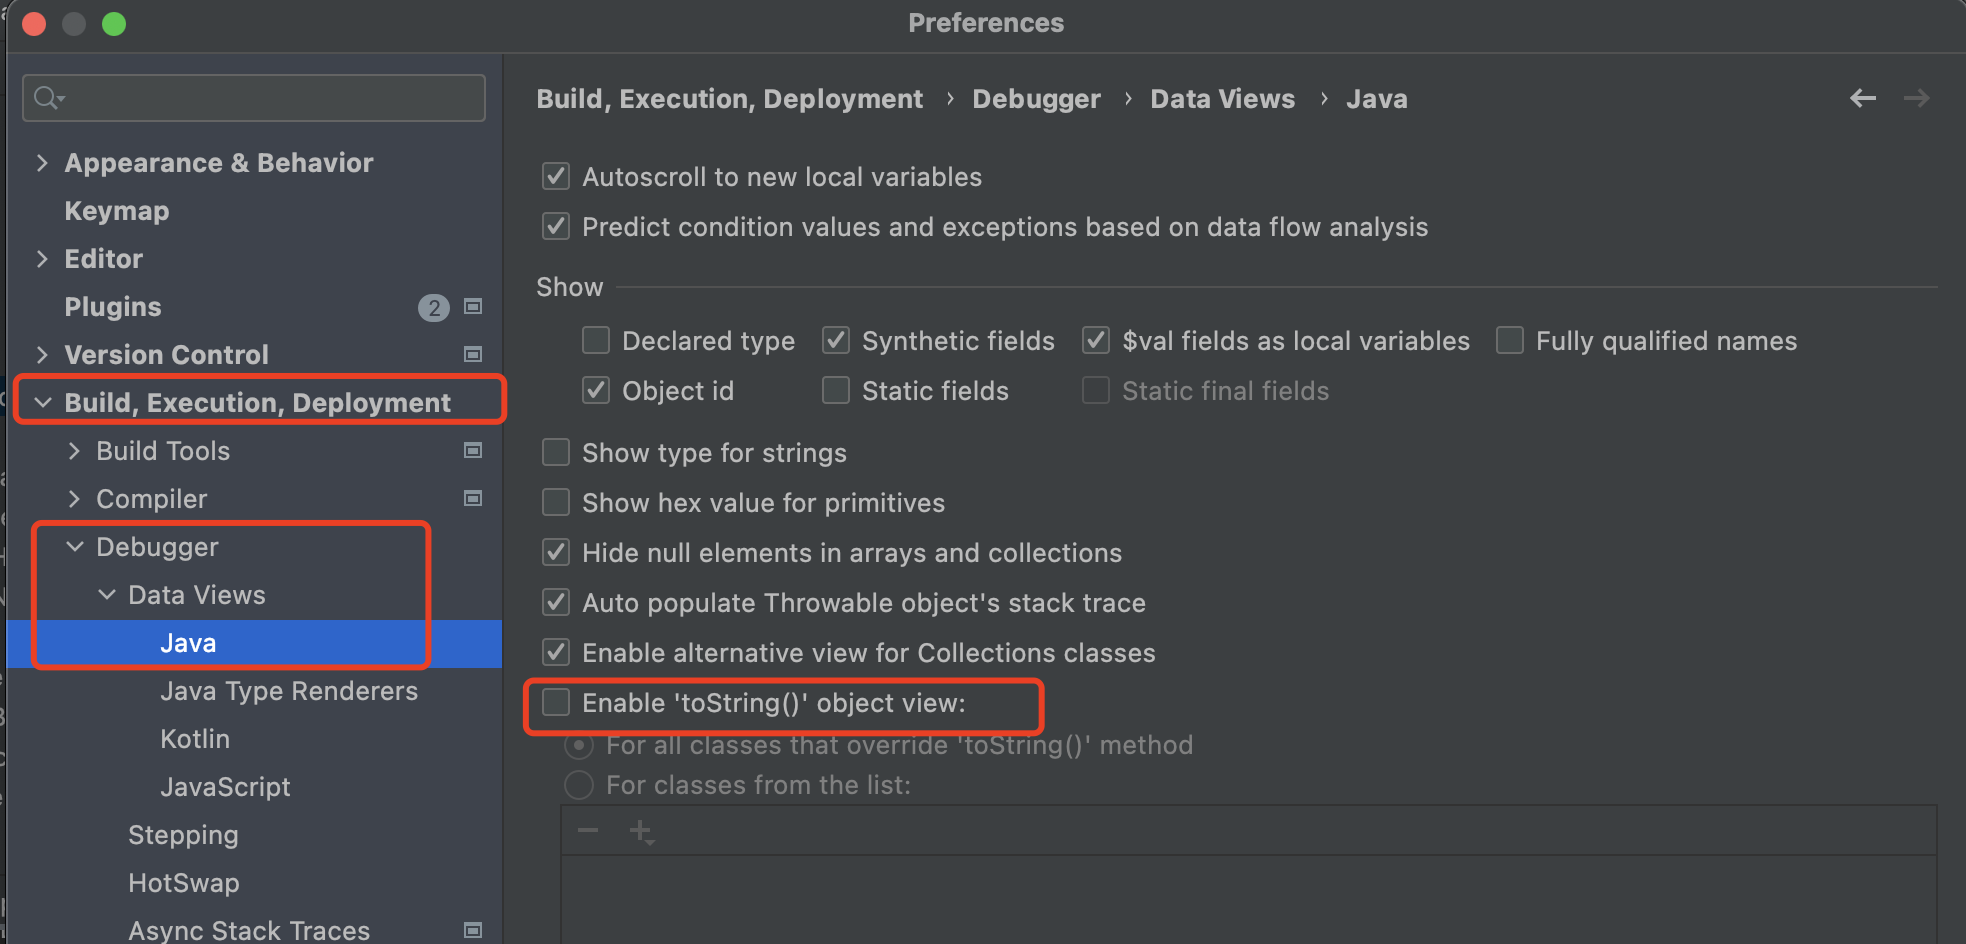 Preferences
Appearance & Behavior
Keymap
Editor
Plugins 2
Version Control
Build, Execution, Deployment
Build Tools
Compiler
Debugger
Data Views
Java
Java Type Renderers
Kotlin
JavaScript
Stepping
HotSwap
Async Stack Traces
Build, Execution, Deployment › Debugger › Data Views › Java
Autoscroll to new local variables
Predict condition values and exceptions based on data flow analysis
Show
Declared type Synthetic fields $val fields as local variables Fully qualified names
Object id Static fields Static final fields
Show type for strings
Show hex value for primitives
Hide null elements in arrays and collections
Auto populate Throwable object's stack trace
Enable alternative view for Collections classes
Enable 'toString()' object view:
For all classes that override 'toString()' method
For classes from the list: